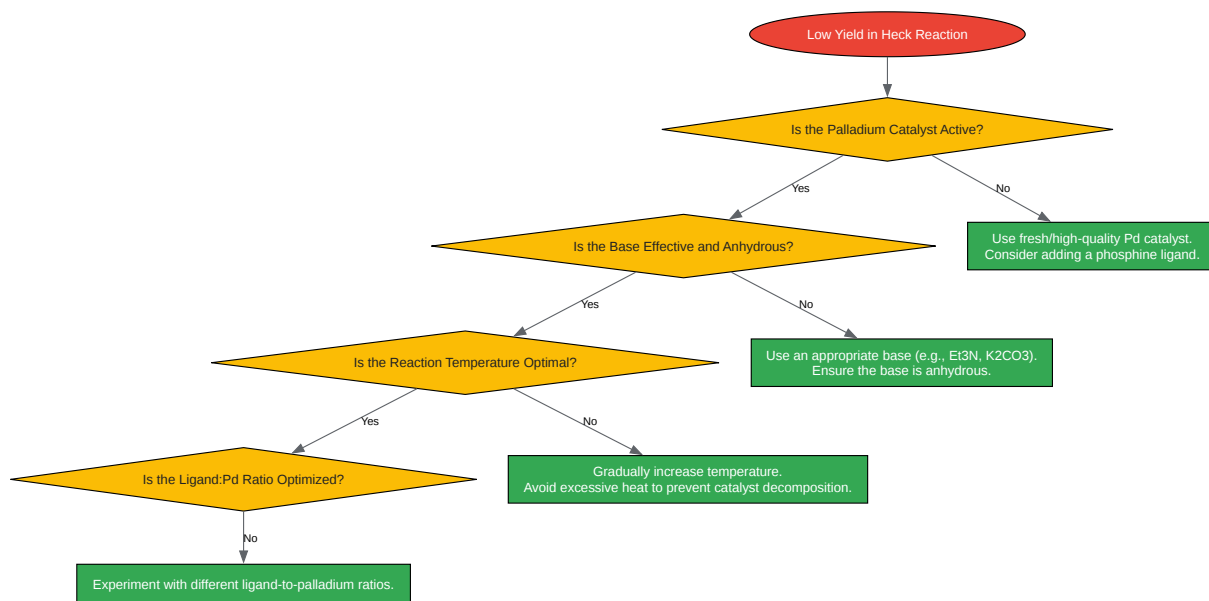 Low Yield in Heck Reaction
Is the Palladium Catalyst Active?
Yes
No
Is the Base Effective and Anhydrous?
Use fresh/high-quality Pd catalyst.
Consider adding a phosphine ligand.
Yes
No
Is the Reaction Temperature Optimal?
Use an appropriate base (e.g., Et3N, K2CO3).
Ensure the base is anhydrous.
Yes
No
Is the Ligand:Pd Ratio Optimized?
Gradually increase temperature.
Avoid excessive heat to prevent catalyst decomposition.
No
Experiment with different ligand-to-palladium ratios.